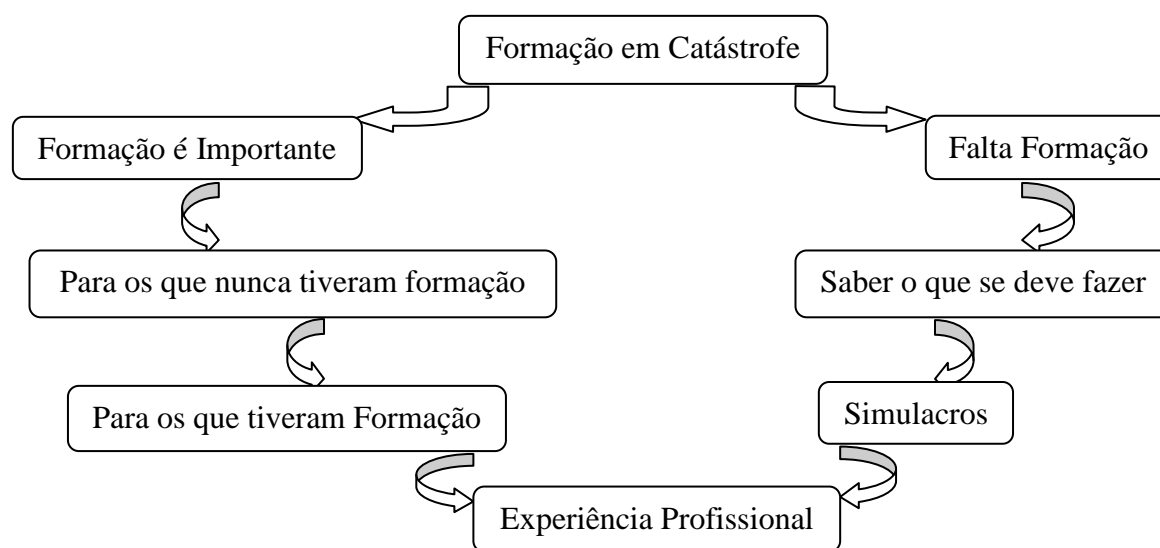 Formação em Catástrofe
Formação é Importante
Falta Formação
Para os que nunca tiveram formação
Saber o que se deve fazer
Para os que tiveram Formação
Simulacros
Experiência Profissional